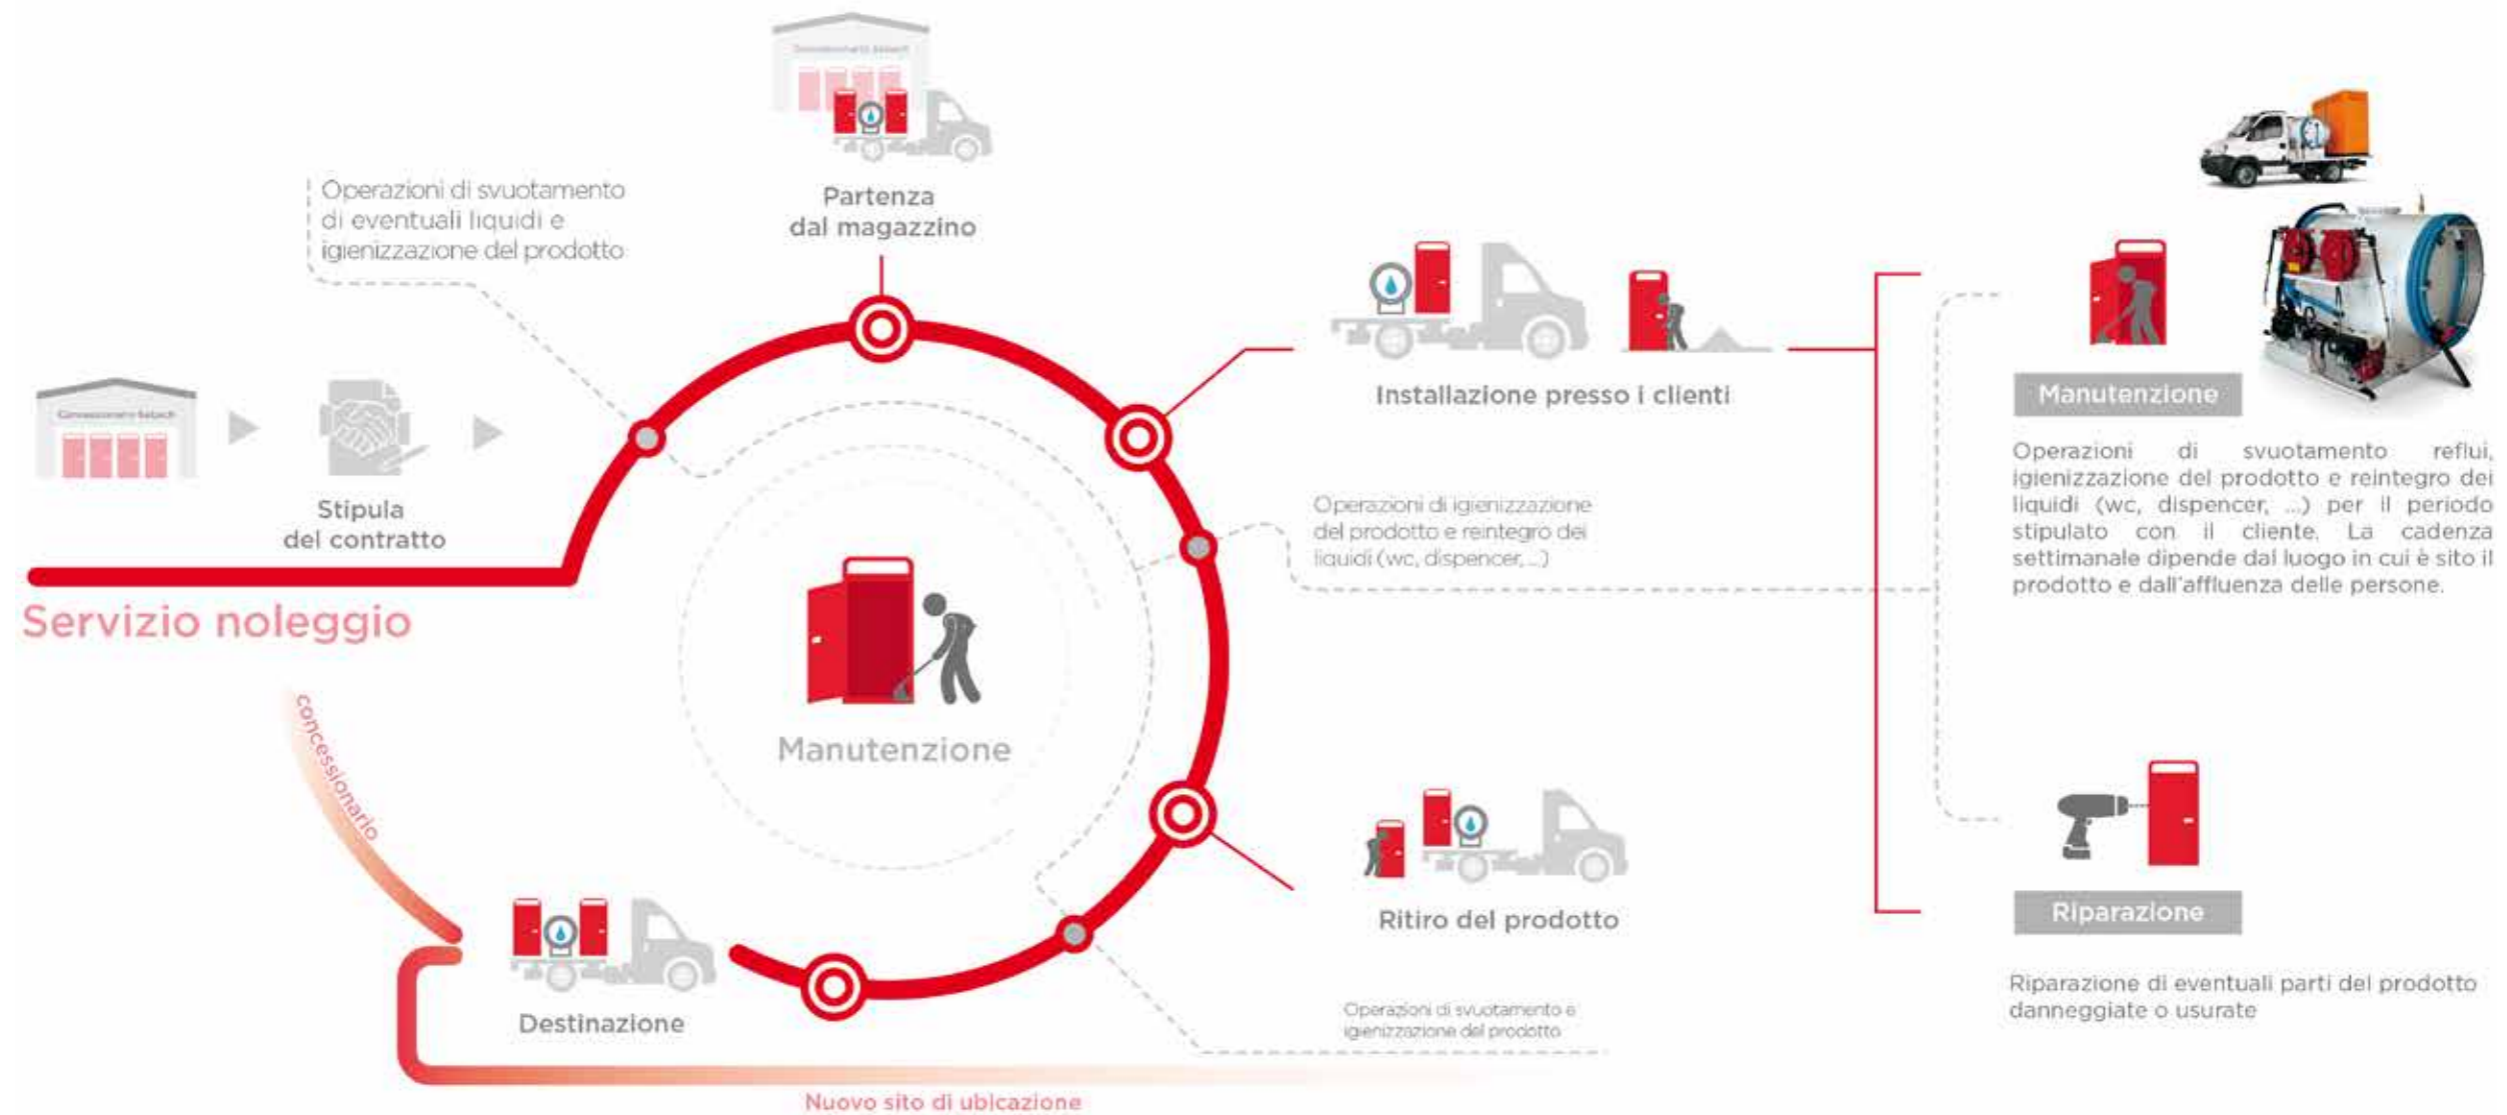 Concessionario Sebach
Partenza
dal magazzino
Operazioni di svuotamento
di eventuali liquidi e
igienizzazione del prodotto
Concessionario Sebach
Stipula
del contratto
Servizio noleggio
Installazione presso i clienti
Operazioni di igienizzazione
del prodotto e reintegro dei
liquidi (wc, dispencer, ...)
Manutenzione
Operazioni di svuotamento reflui,
igienizzazione del prodotto e reintegro dei
liquidi (wc, dispencer, ...) per il periodo
stipulato con il cliente. La cadenza
settimanale dipende dal luogo in cui è sito il
prodotto e dall'affluenza delle persone.
Manutenzione
concessionario
Ritiro del prodotto
Riparazione
Riparazione di eventuali parti del prodotto
danneggiate o usurate
Destinazione
Operazioni di svuotamento e
igienizzazione del prodotto
Nuovo sito di ubicazione